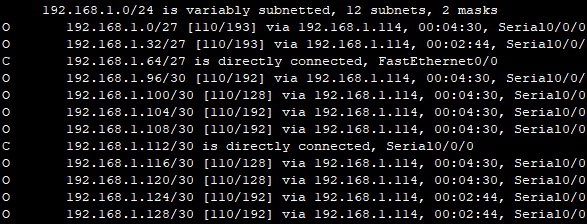 192.168.1.0/24 is variably subnetted, 12 subnets, 2 masks
O 192.168.1.0/27 [110/193] via 192.168.1.114, 00:04:30, Serial0/0/0
O 192.168.1.32/27 [110/193] via 192.168.1.114, 00:02:44, Serial0/0/
C 192.168.1.64/27 is directly connected, FastEthernet0/0
O 192.168.1.96/30 [110/192] via 192.168.1.114, 00:04:30, Serial0/0/
O 192.168.1.100/30 [110/128] via 192.168.1.114, 00:04:30, Serial0/0
O 192.168.1.104/30 [110/192] via 192.168.1.114, 00:04:30, Serial0/0
O 192.168.1.108/30 [110/192] via 192.168.1.114, 00:04:30, Serial0/0
C 192.168.1.112/30 is directly connected, Serial0/0/0
O 192.168.1.116/30 [110/128] via 192.168.1.114, 00:04:30, Serial0/0
O 192.168.1.120/30 [110/128] via 192.168.1.114, 00:04:30, Serial0/0
O 192.168.1.124/30 [110/192] via 192.168.1.114, 00:02:44, Serial0/0
O 192.168.1.128/30 [110/192] via 192.168.1.114, 00:02:44, Serial0/0